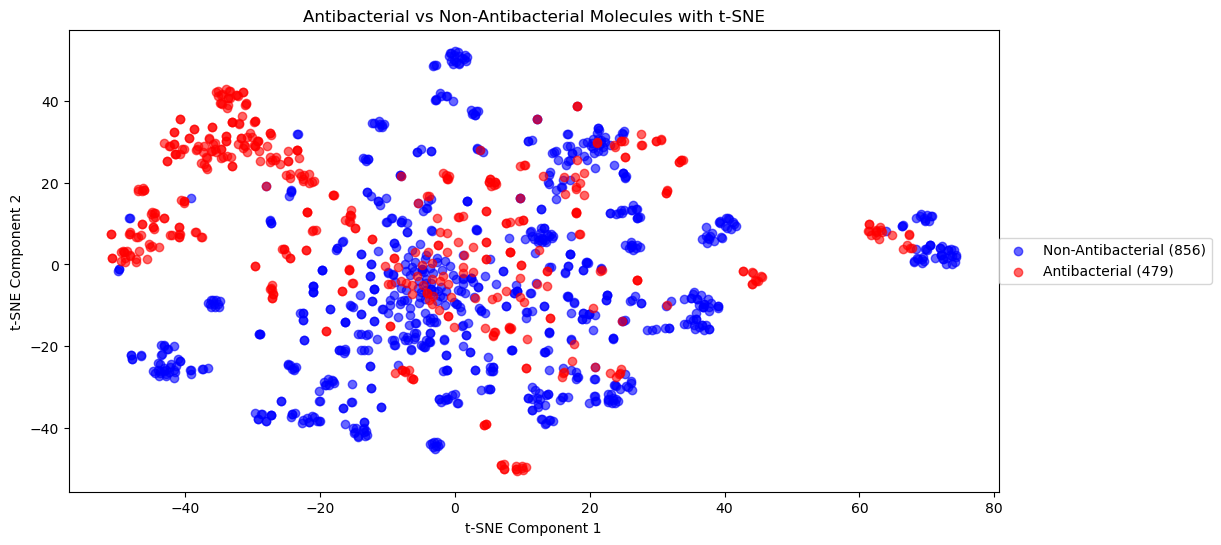 Antibacterial vs Non-Antibacterial Molecules with t-SNE
t-SNE Component 2
40
20
0
−20
−40
Non-Antibacterial (856)
Antibacterial (479)
−40 −20 0 20 40 60 80
t-SNE Component 1